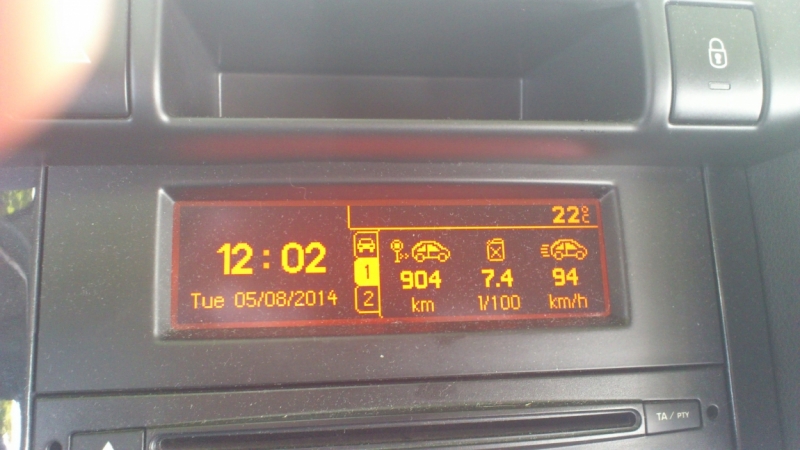 22°C
12:02
Tue 05/08/2014
1
2
904 7.4 94
km l/100 km/h
TA / PTY